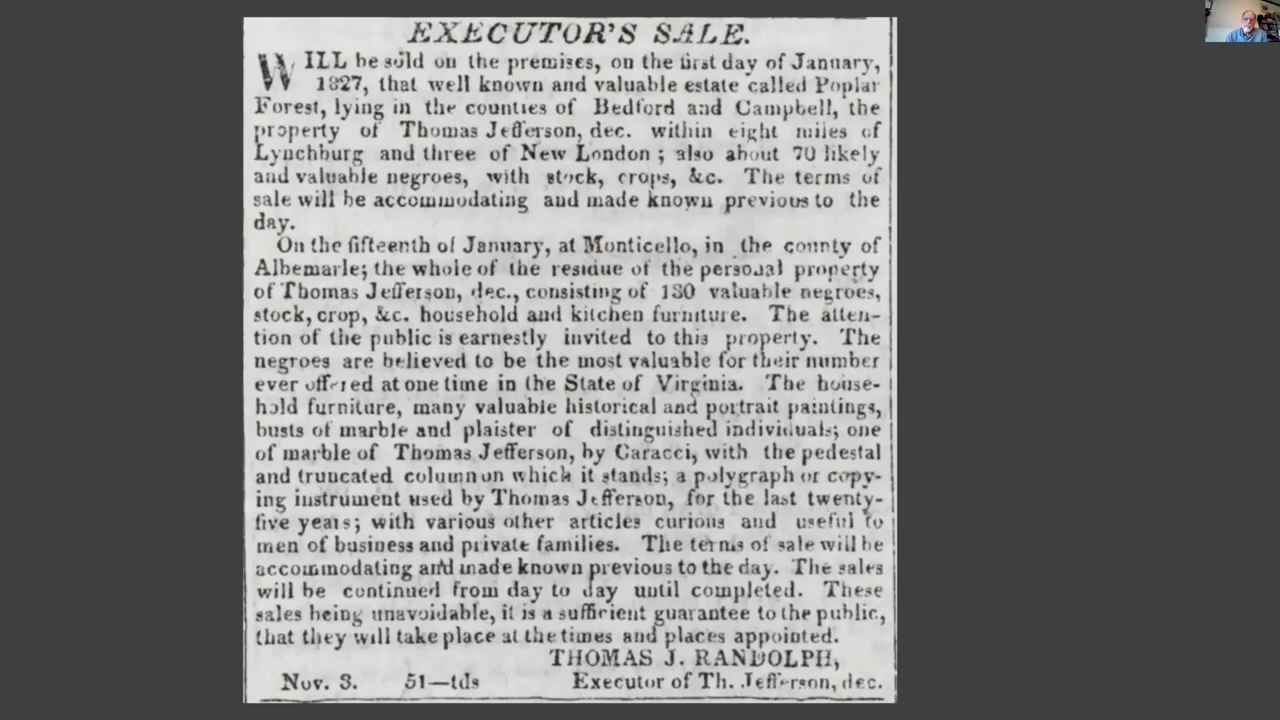 EXECUTOR'S SALE.
WILL be sold on the premises, on the first day of January,
1827, that well known and valuable estate called Poplar
Forest, lying in the counties of Bedford and Campbell, the
property of Thomas Jefferson, dec. within eight miles of
Lynchburg and three of New London ; also about 70 likely
and valuable negroes, with stock, crops, &c. The terms of
sale will be accommodating and made known previous to the
day.
On the fifteenth of January, at Monticello, in the county of
Albemarle; the whole of the residue of the personal property
of Thomas Jefferson, dec., consisting of 130 valuable negroes,
stock, crop, &c. household and kitchen furniture. The atten-
tion of the public is earnestly invited to this property. The
negroes are believed to be the most valuable for their number
ever offered at one time in the State of Virginia. The house-
hold furniture, many valuable historical and portrait paintings,
busts of marble and plaister of distinguished individuals; one
of marble of Thomas Jefferson, by Caracci, with the pedestal
and truncated column on which it stands; a polygraph or copy-
ing instrument used by Thomas Jefferson, for the last twenty-
five years; with various other articles curious and useful to
men of business and private families. The terms of sale will be
accommodating and made known previous to the day. The sales
will be continued from day to day until completed. These
sales being unavoidable, it is a sufficient guarantee to the public,
that they will take place at the times and places appointed.
THOMAS J. RANDOLPH,
Nov. 3. 51—tds Executor of Th. Jefferson, dec.